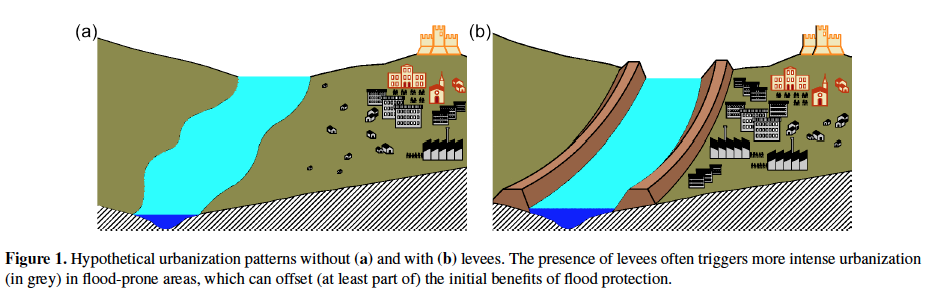 (a)
(b)
Figure 1. Hypothetical urbanization patterns without (a) and with (b) levees. The presence of levees often triggers more intense urbanization
(in grey) in flood-prone areas, which can offset (at least part of) the initial benefits of flood protection.